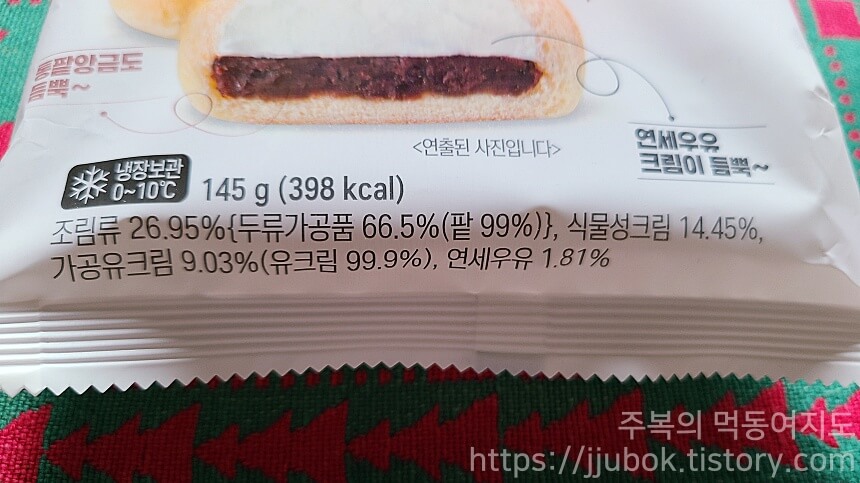 통팥앙금도
듬뿍~
<연출된 사진입니다>
연세우유
크림이 듬뿍~
냉장보관
0~10℃
145 g (398 kcal)
조림류 26.95%{두류가공품 66.5%(팥 99%)}, 식물성크림 14.45%,
가공유크림 9.03%(유크림 99.9%), 연세우유 1.81%
주복의 먹동여지도
https://jjubok.tistory.com